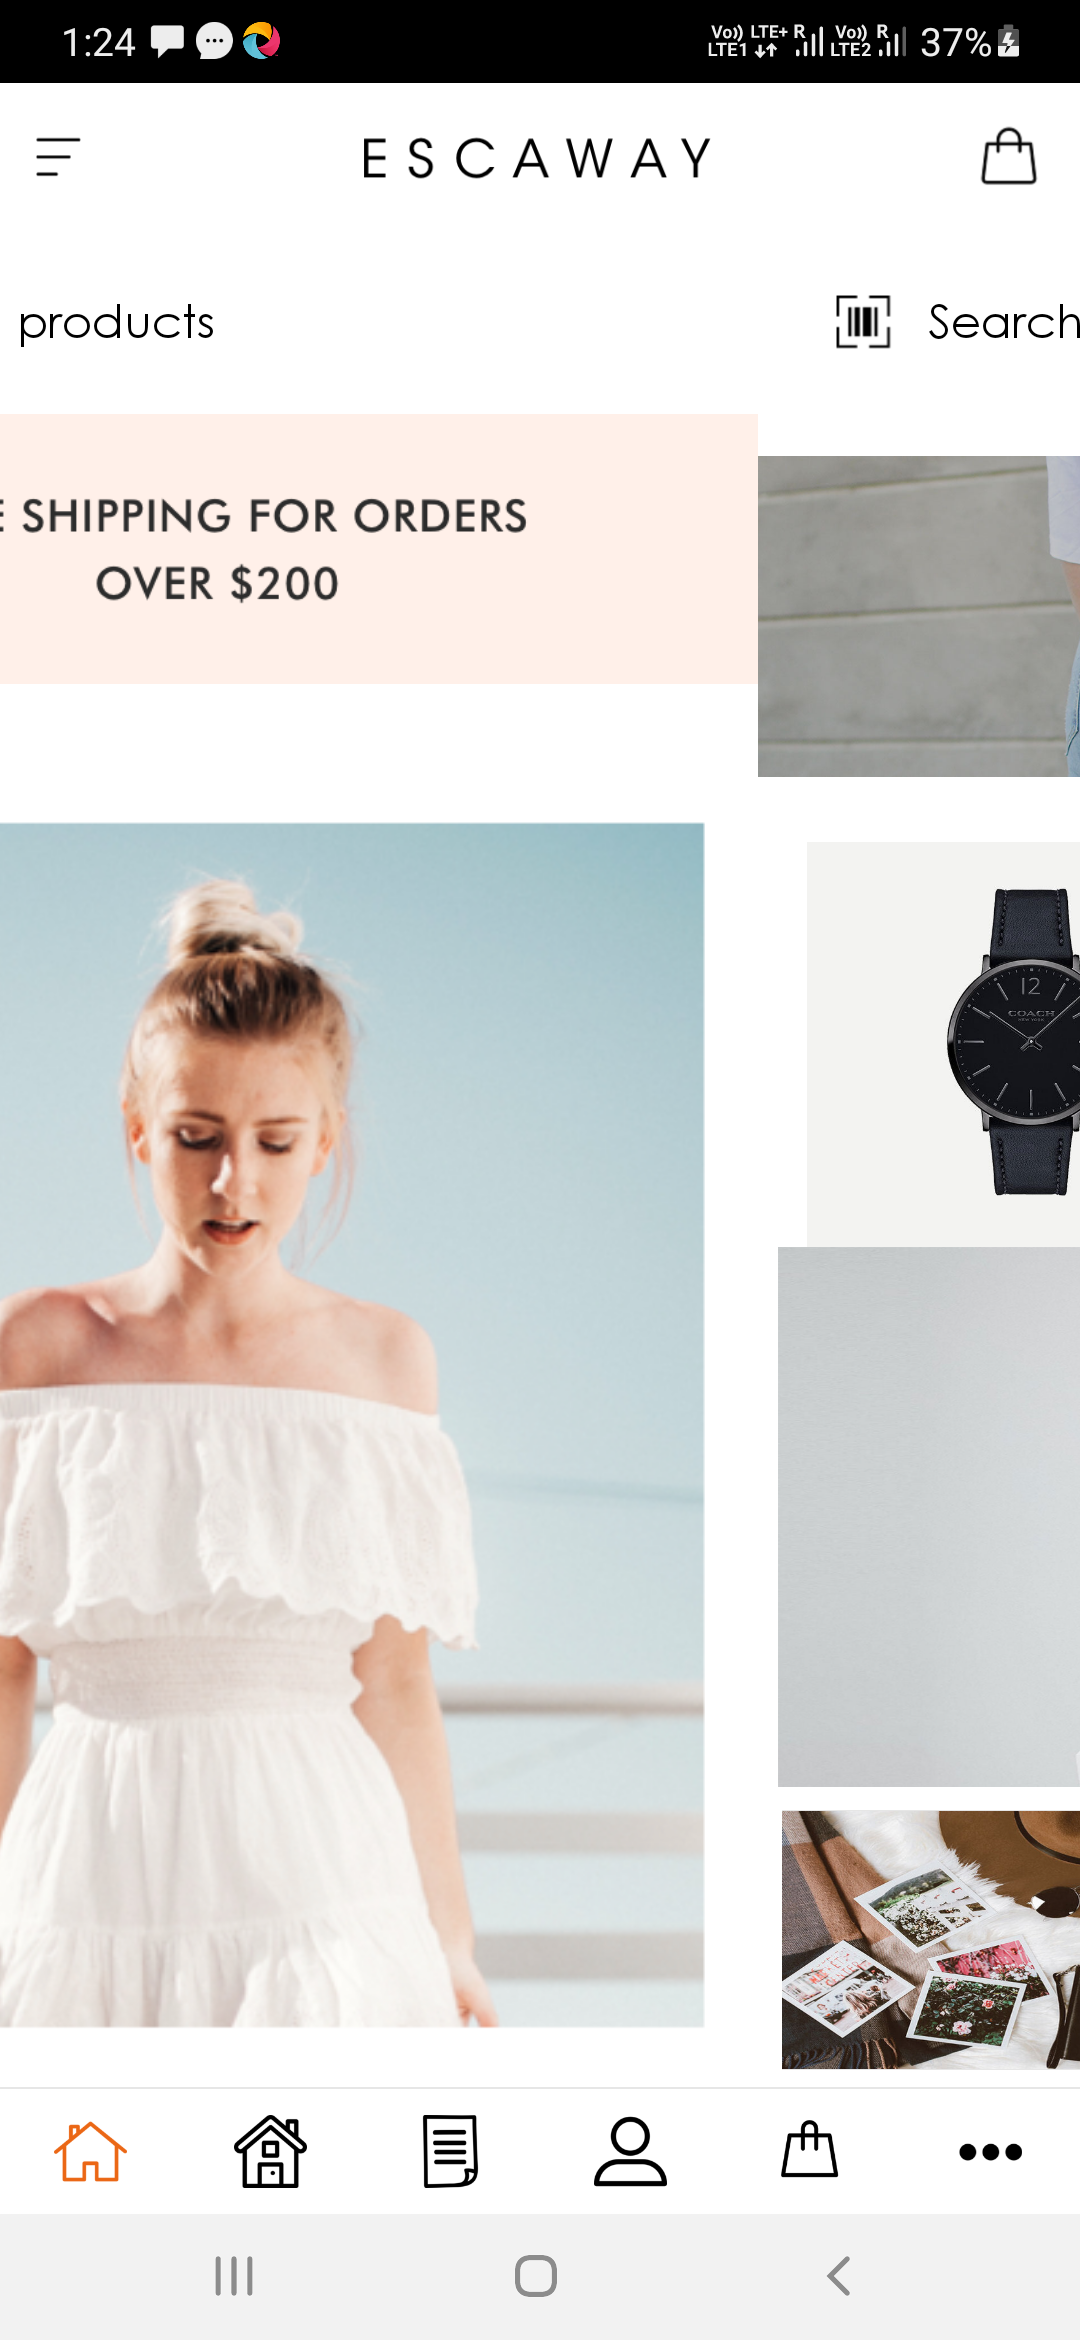 1:24
Vo)) LTE+ R Vo)) R 37%
LTE1 LTE2
ESCAWAY
products Search
E SHIPPING FOR ORDERS
OVER $200
12
COACH
NEW YORK